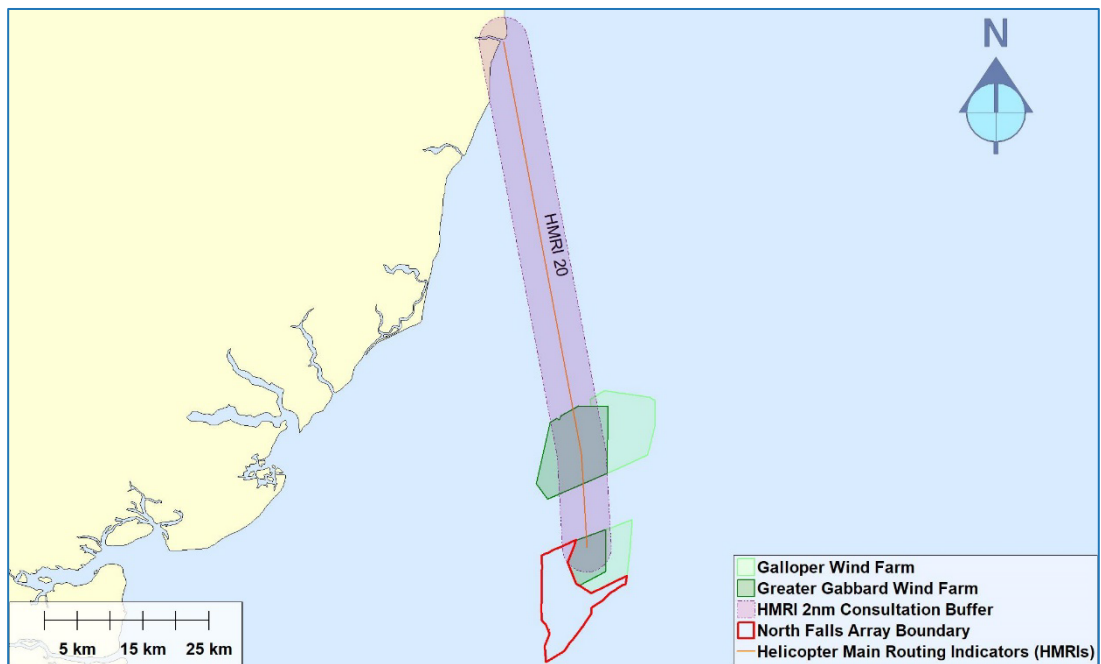 N
HMRI 20
Galloper Wind Farm
Greater Gabbard Wind Farm
HMRI 2nm Consultation Buffer
North Falls Array Boundary
Helicopter Main Routing Indicators (HMRIs)
5 km 15 km 25 km